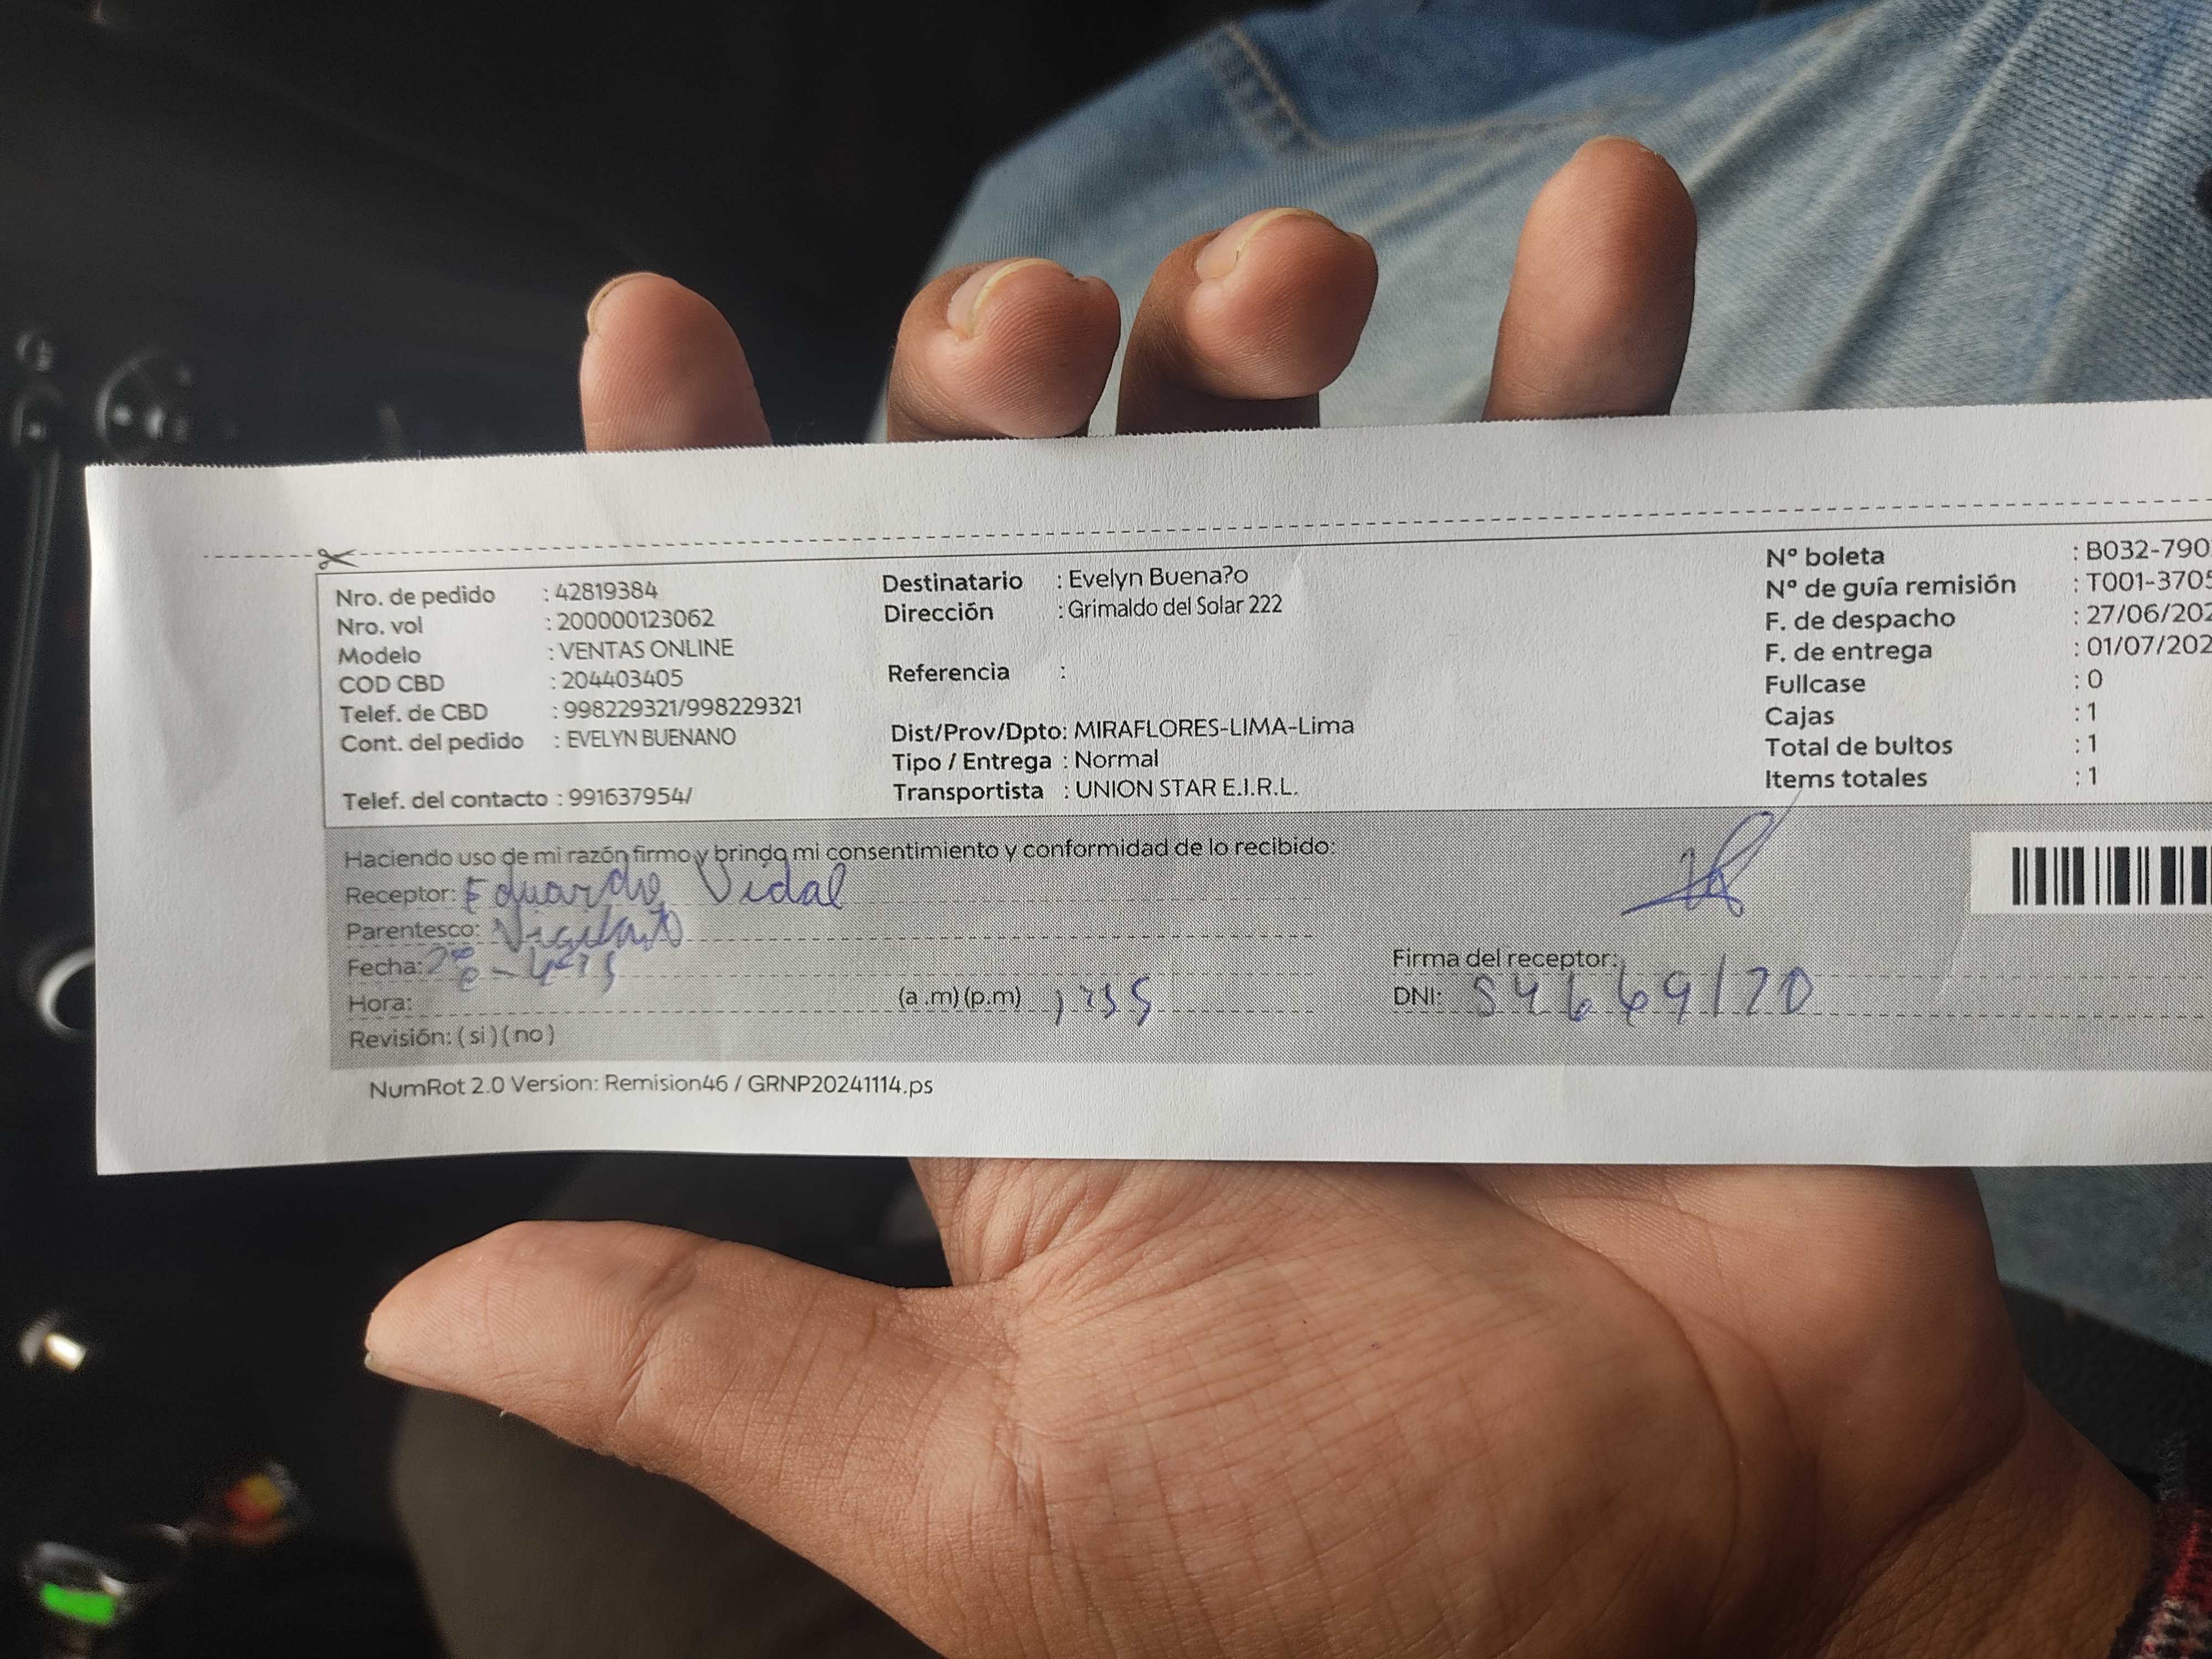 Nro. de pedido : 42819384
Nro. vol : 200000123062
Modelo : VENTAS ONLINE
COD CBD : 204403405
Telef. de CBD : 998229321/998229321
Cont. del pedido : EVELYN BUENANO
Telef. del contacto : 991637954/
Destinatario : Evelyn Buena?o
Dirección : Grimaldo del Solar 222
Referencia :
Dist/Prov/Dpto: MIRAFLORES-LIMA-Lima
Tipo / Entrega : Normal
Transportista : UNION STAR E.I.R.L.
Nº boleta : B032-790
Nº de guía remisión : T001-3705
F. de despacho : 27/06/202
F. de entrega : 01/07/202
Fullcase : 0
Cajas : 1
Total de bultos : 1
Items totales : 1
Haciendo uso de mi razón firmo y brindo mi consentimiento y conformidad de lo recibido:
Receptor: Eduardo Vidal
Parentesco: Vigilante
Fecha:
Hora: (a .m) (p.m)
Revisión: ( si ) ( no )
Firma del receptor:
DNI:
NumRot 2.0 Version: Remision46 / GRNP20241114.ps